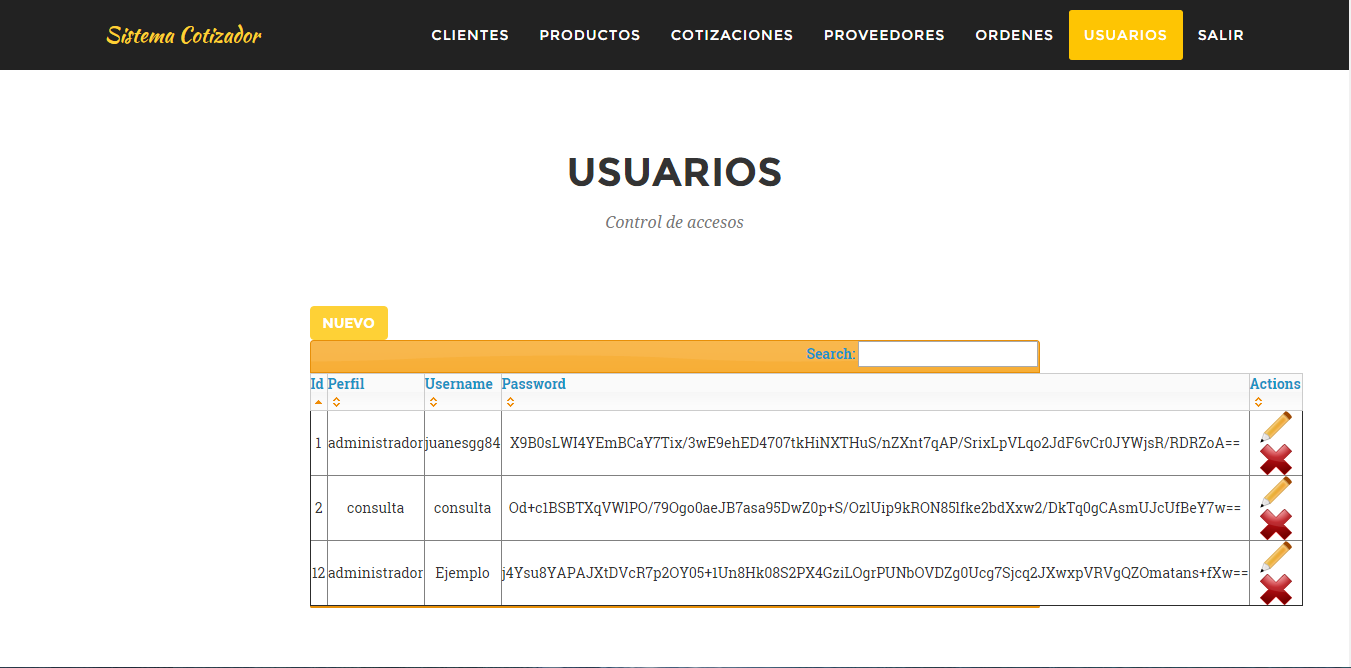 Sistema Cotizador CLIENTES PRODUCTOS COTIZACIONES PROVEEDORES ORDENES USUARIOS SALIR
USUARIOS
Control de accesos
NUEVO
Search:
Id Perfil Username Password Actions
1 administrador juanesgg84 X9B0sLWI4YEmBCaY7Tix/3wE9ehED4707tkHiNXTHuS/nZXnt7qAP/SrixLpVLqo2JdF6vCr0JYWjsR/RDRZoA==
2 consulta consulta Od+c1BSBTXqVWlPO/79Ogo0aeJB7asa95DwZ0p+S/OzlUip9kRON85lfke2bdXxw2/DkTq0gCAsmUJcUfBeY7w==
12 administrador Ejemplo j4Ysu8YAPAJXtDVcR7p2OY05+1Un8Hk08S2PX4GziLOgrPUNbOVDZg0Ucg7Sjcq2JXwxpVRVgQZOmatans+fXw==